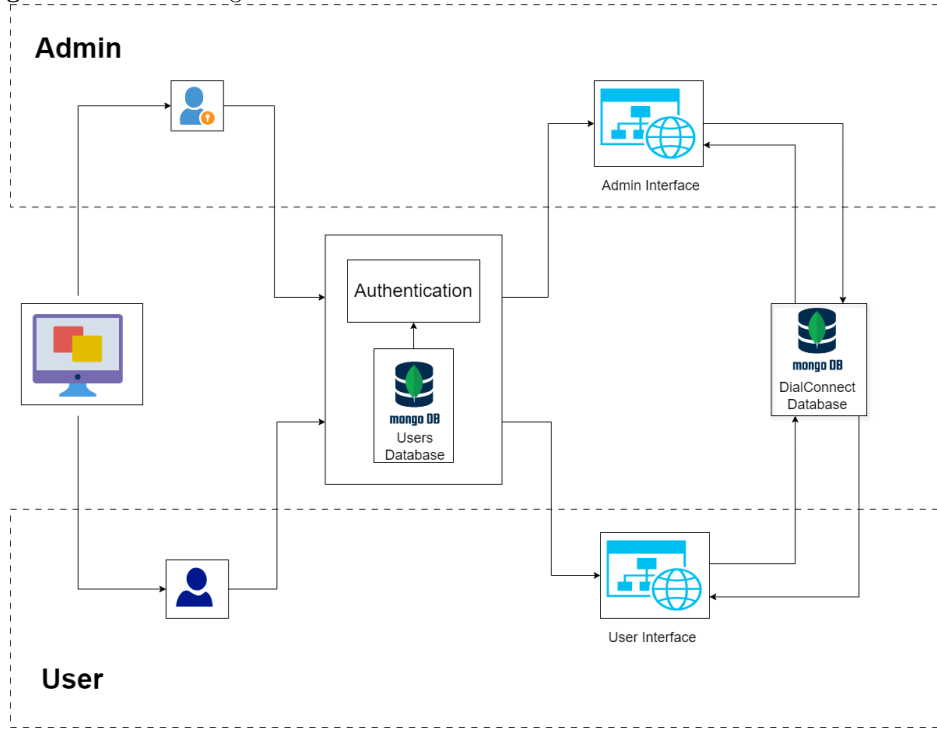 Admin
Admin Interface
Authentication
mongo DB
Users
Database
mongo DB
DialConnect
Database
User Interface
User